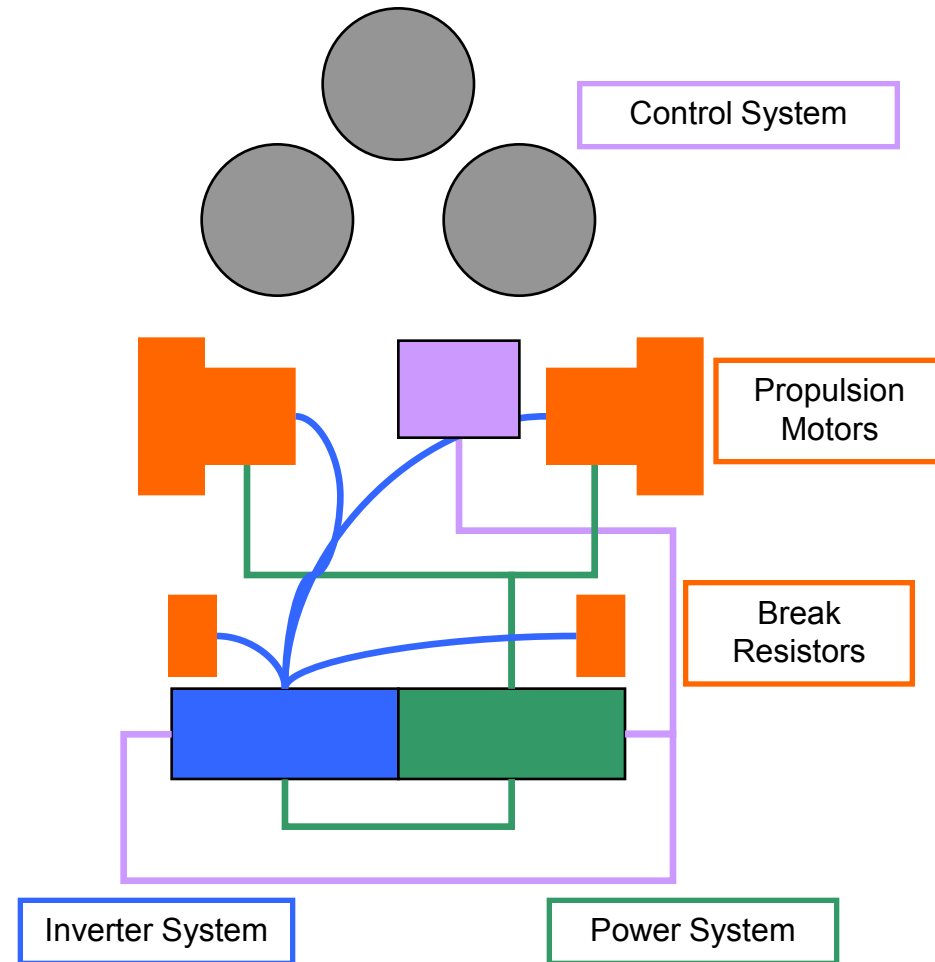 Control System
Propulsion
Motors
Break
Resistors
Inverter System
Power System